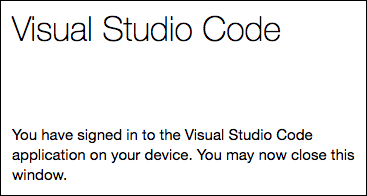 Visual Studio Code
You have signed in to the Visual Studio Code
application on your device. You may now close this
window.